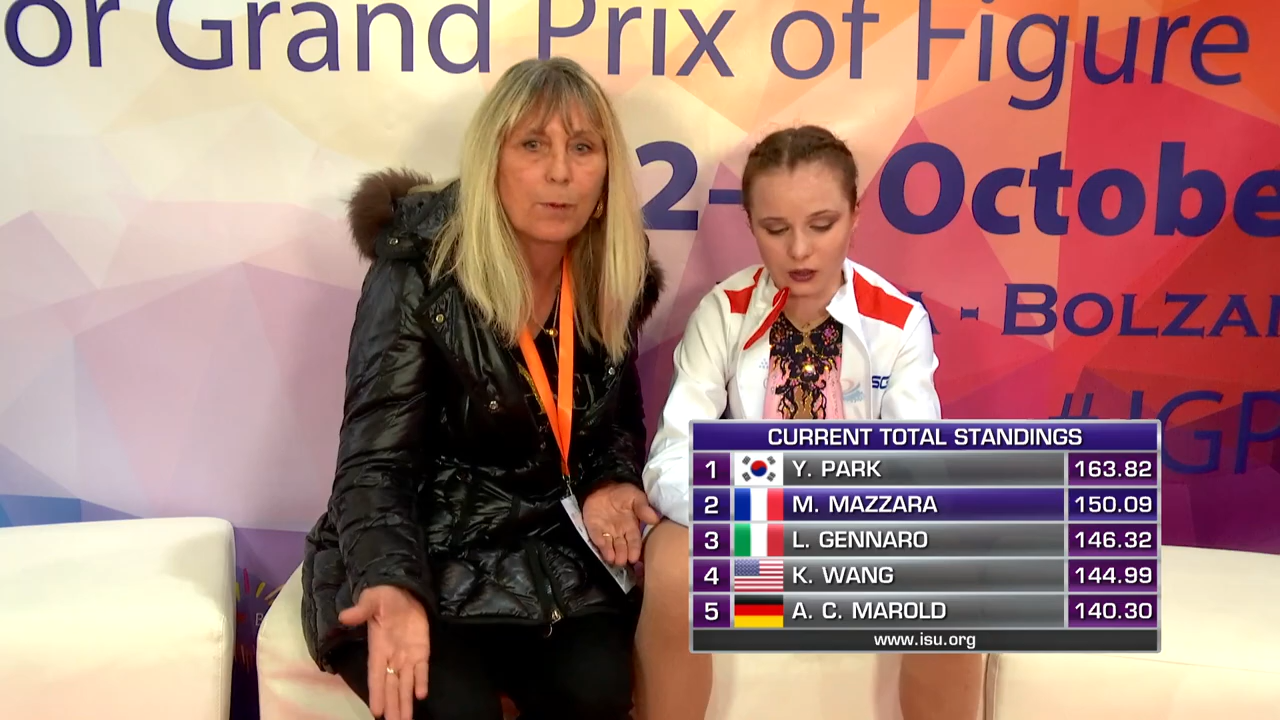 or Grand Prix of Figure
2- Octobe
A - BOLZA
#JGP
CURRENT TOTAL STANDINGS
1 Y. PARK 163.82
2 M. MAZZARA 150.09
3 L. GENNARO 146.32
4 K. WANG 144.99
5 A. C. MAROLD 140.30
www.isu.org